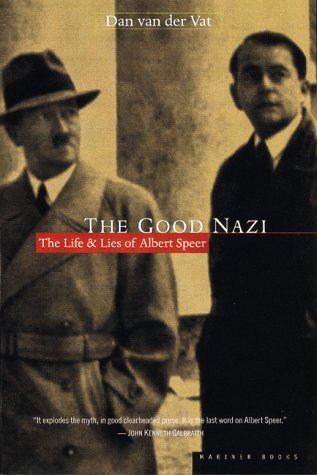 Dan van der Vat
THE GOOD NAZI
The Life & Lies of Albert Speer
"It explodes the myth, in good clearheaded prose. It is the last word on Albert Speer."
— JOHN KENNETH GALBRAITH
MARINER BOOKS